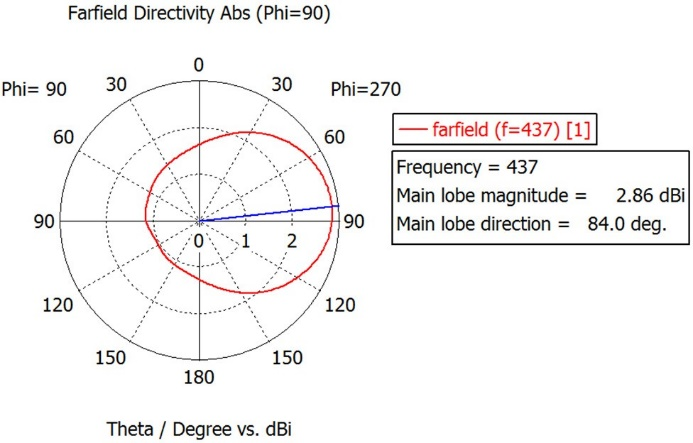 Farfield Directivity Abs (Phi=90)
0
Phi= 90
30
30
Phi=270
60
60
90
0
1
2
90
120
120
150
150
180
Theta / Degree vs. dBi
farfield (f=437) [1]
Frequency = 437
Main lobe magnitude = 2.86 dBi
Main lobe direction = 84.0 deg.